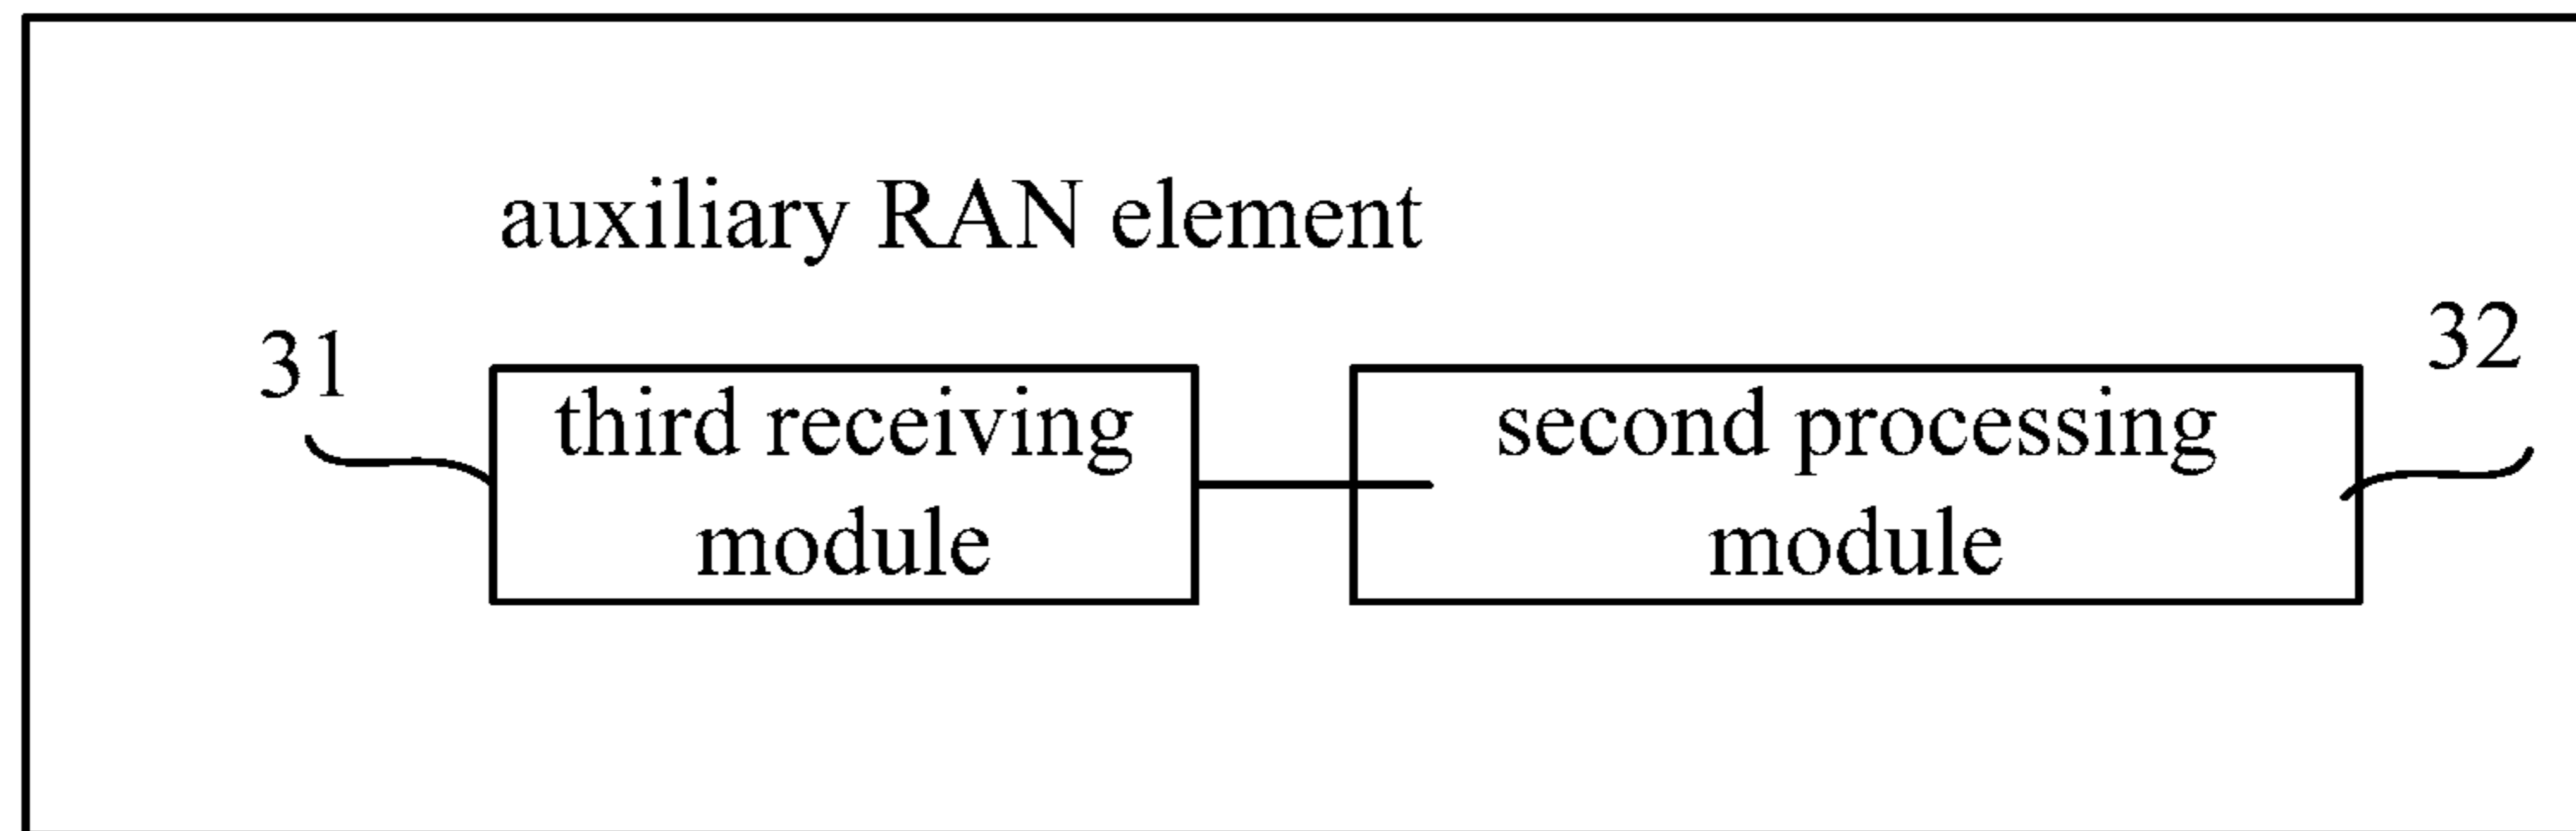 auxiliary RAN element
31
32
third receiving
module
second processing
module